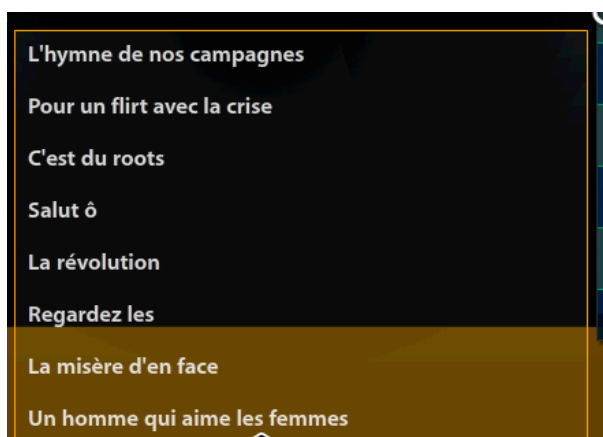 L'hymne de nos campagnes
Pour un flirt avec la crise
C'est du roots
Salut ô
La révolution
Regardez les
La misère d'en face
Un homme qui aime les femmes